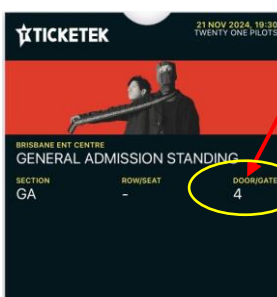 TICKETEK
21 NOV 2024, 19:30
TWENTY ONE PILOTS
BRISBANE ENT CENTRE
GENERAL ADMISSION STANDING
SECTION ROW/SEAT DOOR/GATE
GA - 4